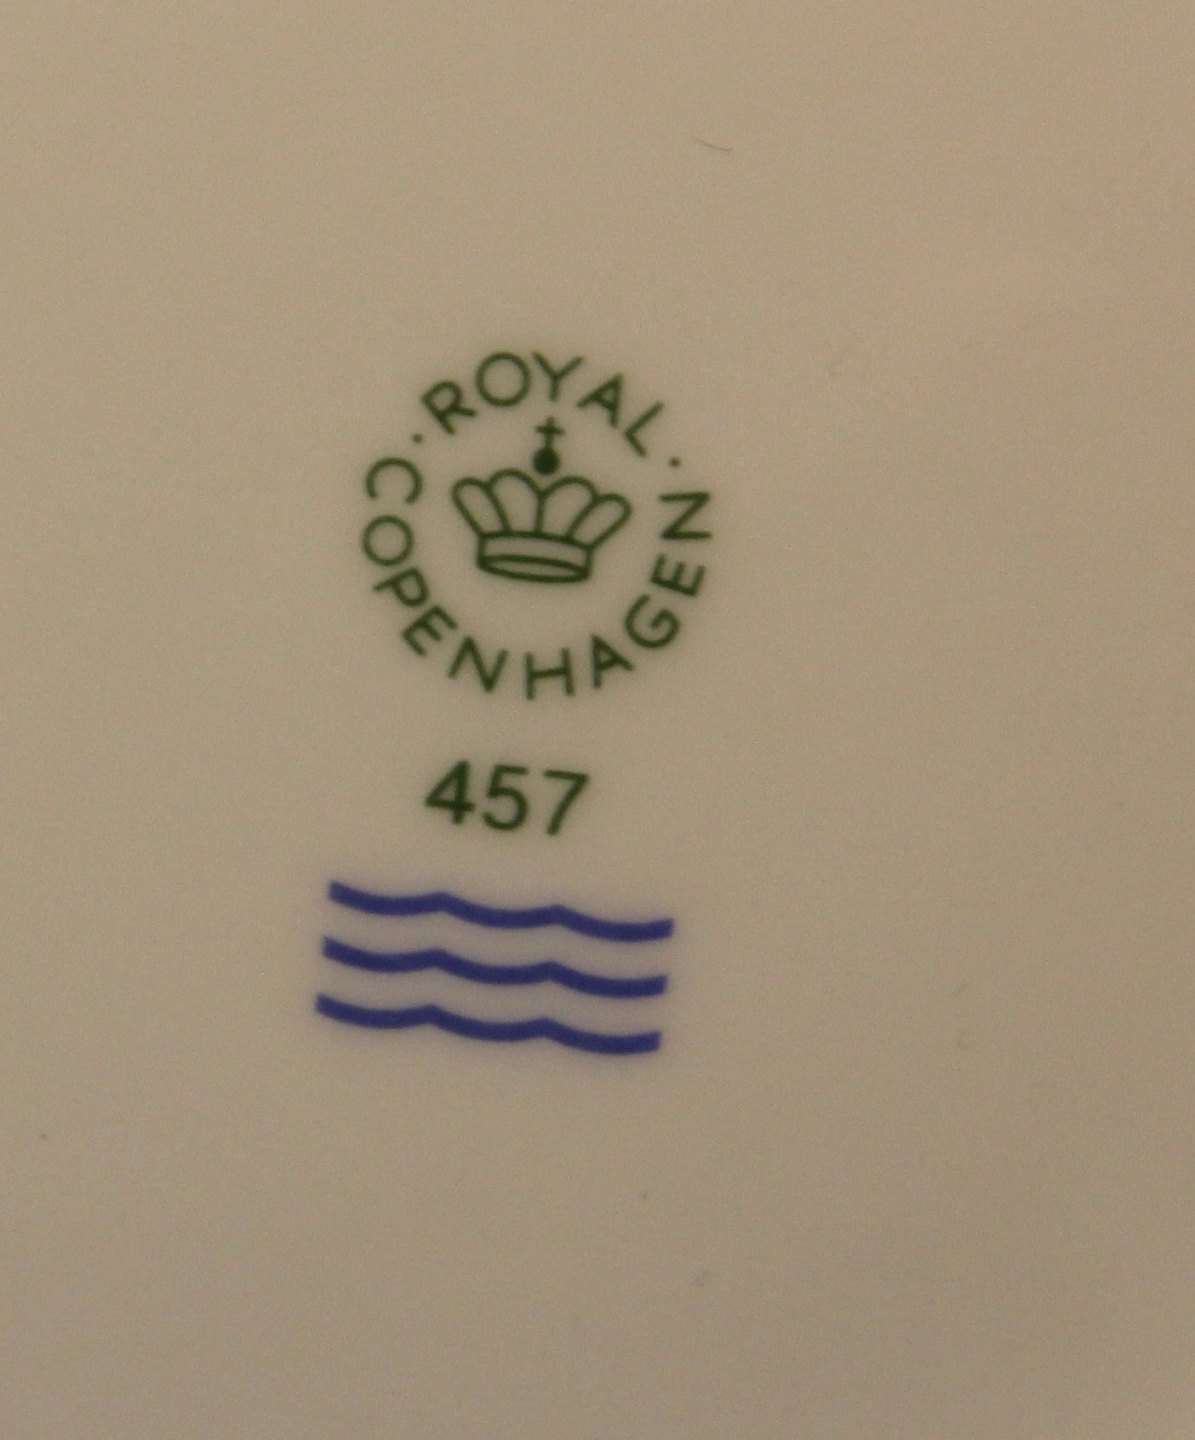 · ROYAL ·
COPENHAGEN
457